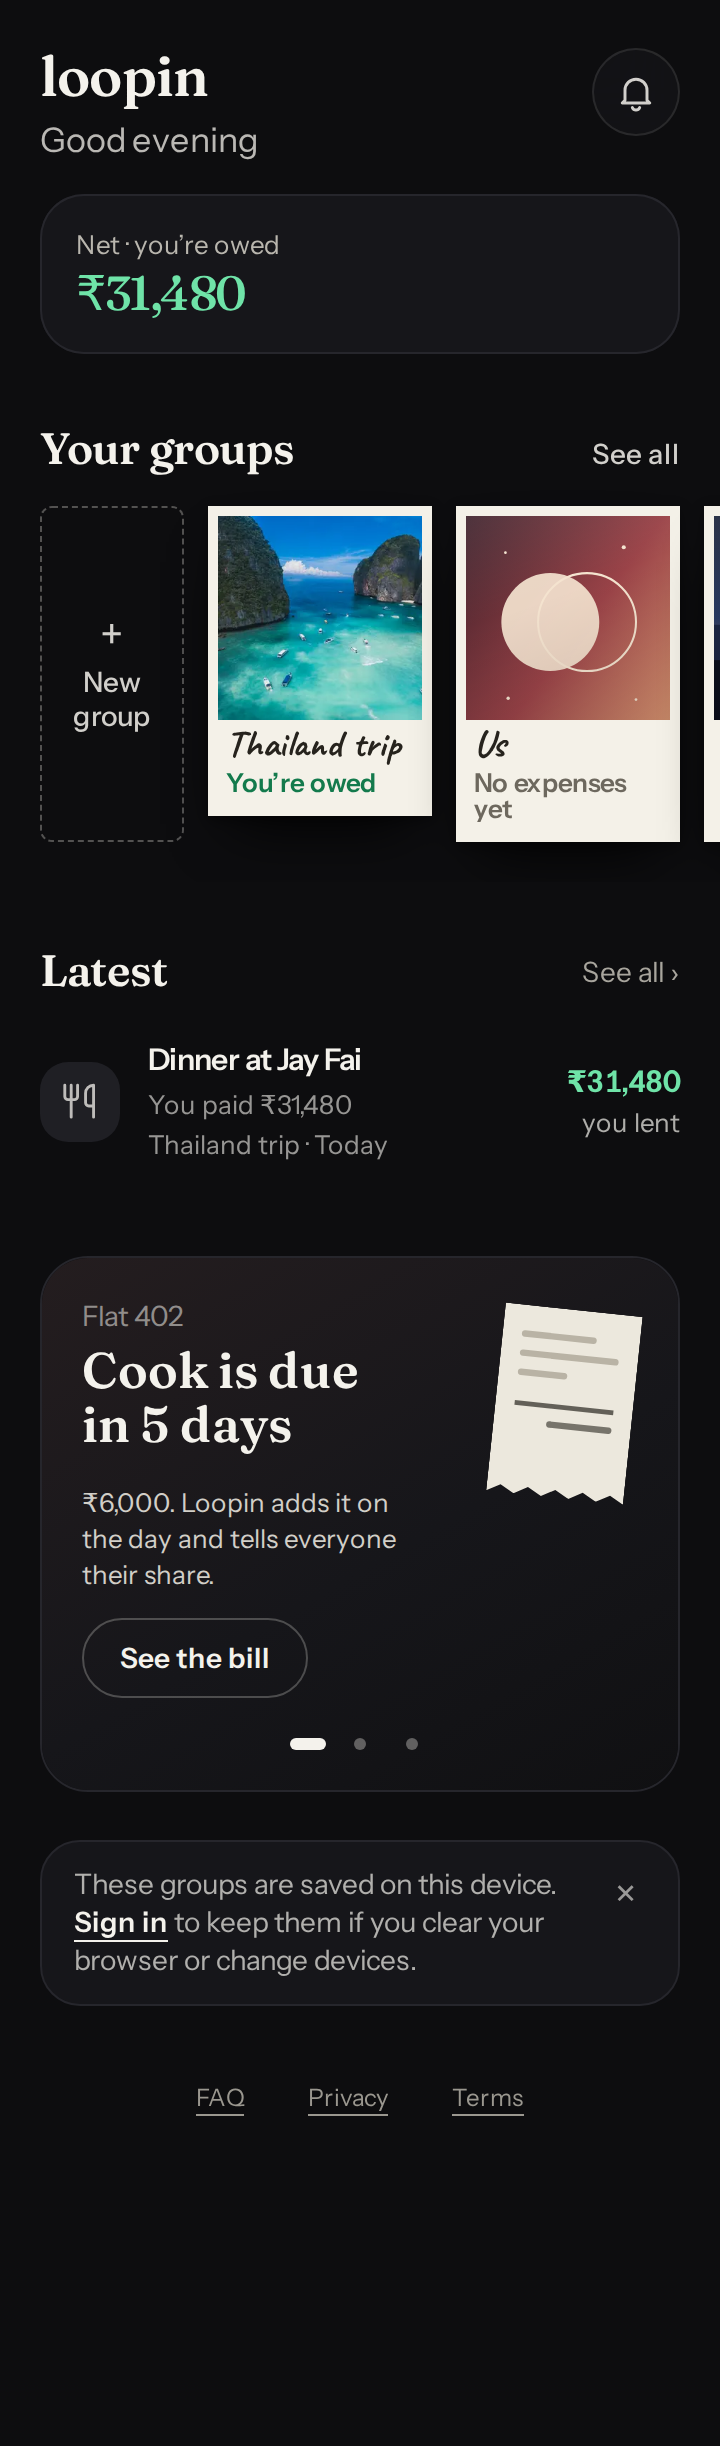 loopin
Good evening
Net · you’re owed
₹31,480
Your groups
See all
+
New
group
Thailand trip
You’re owed
Us
No expenses
yet
Latest
See all ›
Dinner at Jay Fai
You paid ₹31,480
Thailand trip · Today
₹31,480
you lent
Flat 402
Cook is due
in 5 days
₹6,000. Loopin adds it on
the day and tells everyone
their share.
See the bill
These groups are saved on this device.
Sign in to keep them if you clear your
browser or change devices.
FAQ
Privacy
Terms